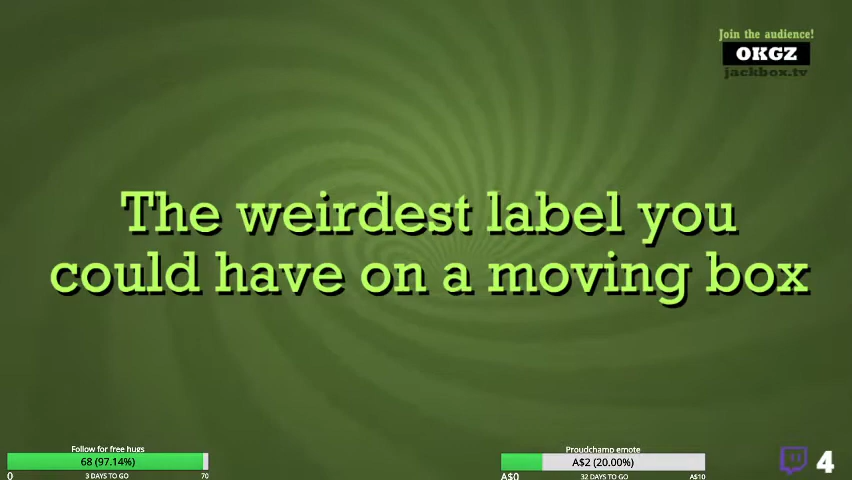 Join the audience!
OKGZ
jackbox.tv
The weirdest label you
could have on a moving box
Follow for free hugs
68 (97.14%)
0 3 DAYS TO GO 70
Proudchamp emote
A$2 (20.00%)
A$0 32 DAYS TO GO A$10
4